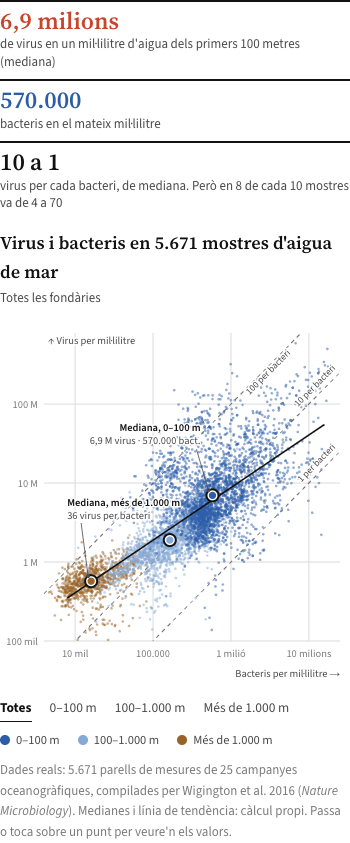 6,9 milions
de virus en un mil·lilitre d'aigua dels primers 100 metres
(mediana)
570.000
bacteris en el mateix mil·lilitre
10 a 1
virus per cada bacteri, de mediana. Però en 8 de cada 10 mostres
va de 4 a 70
Virus i bacteris en 5.671 mostres d'aigua
de mar
Totes les fondàries
↑ Virus per mil·lilitre
100 per bacteri
10 per bacteri
1 per bacteri
100 M
Mediana, 0–100 m
6,9 M virus · 570.000 bact.
10 M
Mediana, més de 1.000 m
36 virus per bacteri
1 M
100 mil
10 mil
100.000
1 milió
10 milions
Bacteris per mil·lilitre →
Totes
0–100 m
100–1.000 m
Més de 1.000 m
0–100 m
100–1.000 m
Més de 1.000 m
Dades reals: 5.671 parells de mesures de 25 campanyes
oceanogràfiques, compilades per Wigington et al. 2016 (Nature
Microbiology). Medianes i línia de tendència: càlcul propi. Passa
o toca sobre un punt per veure'n els valors.